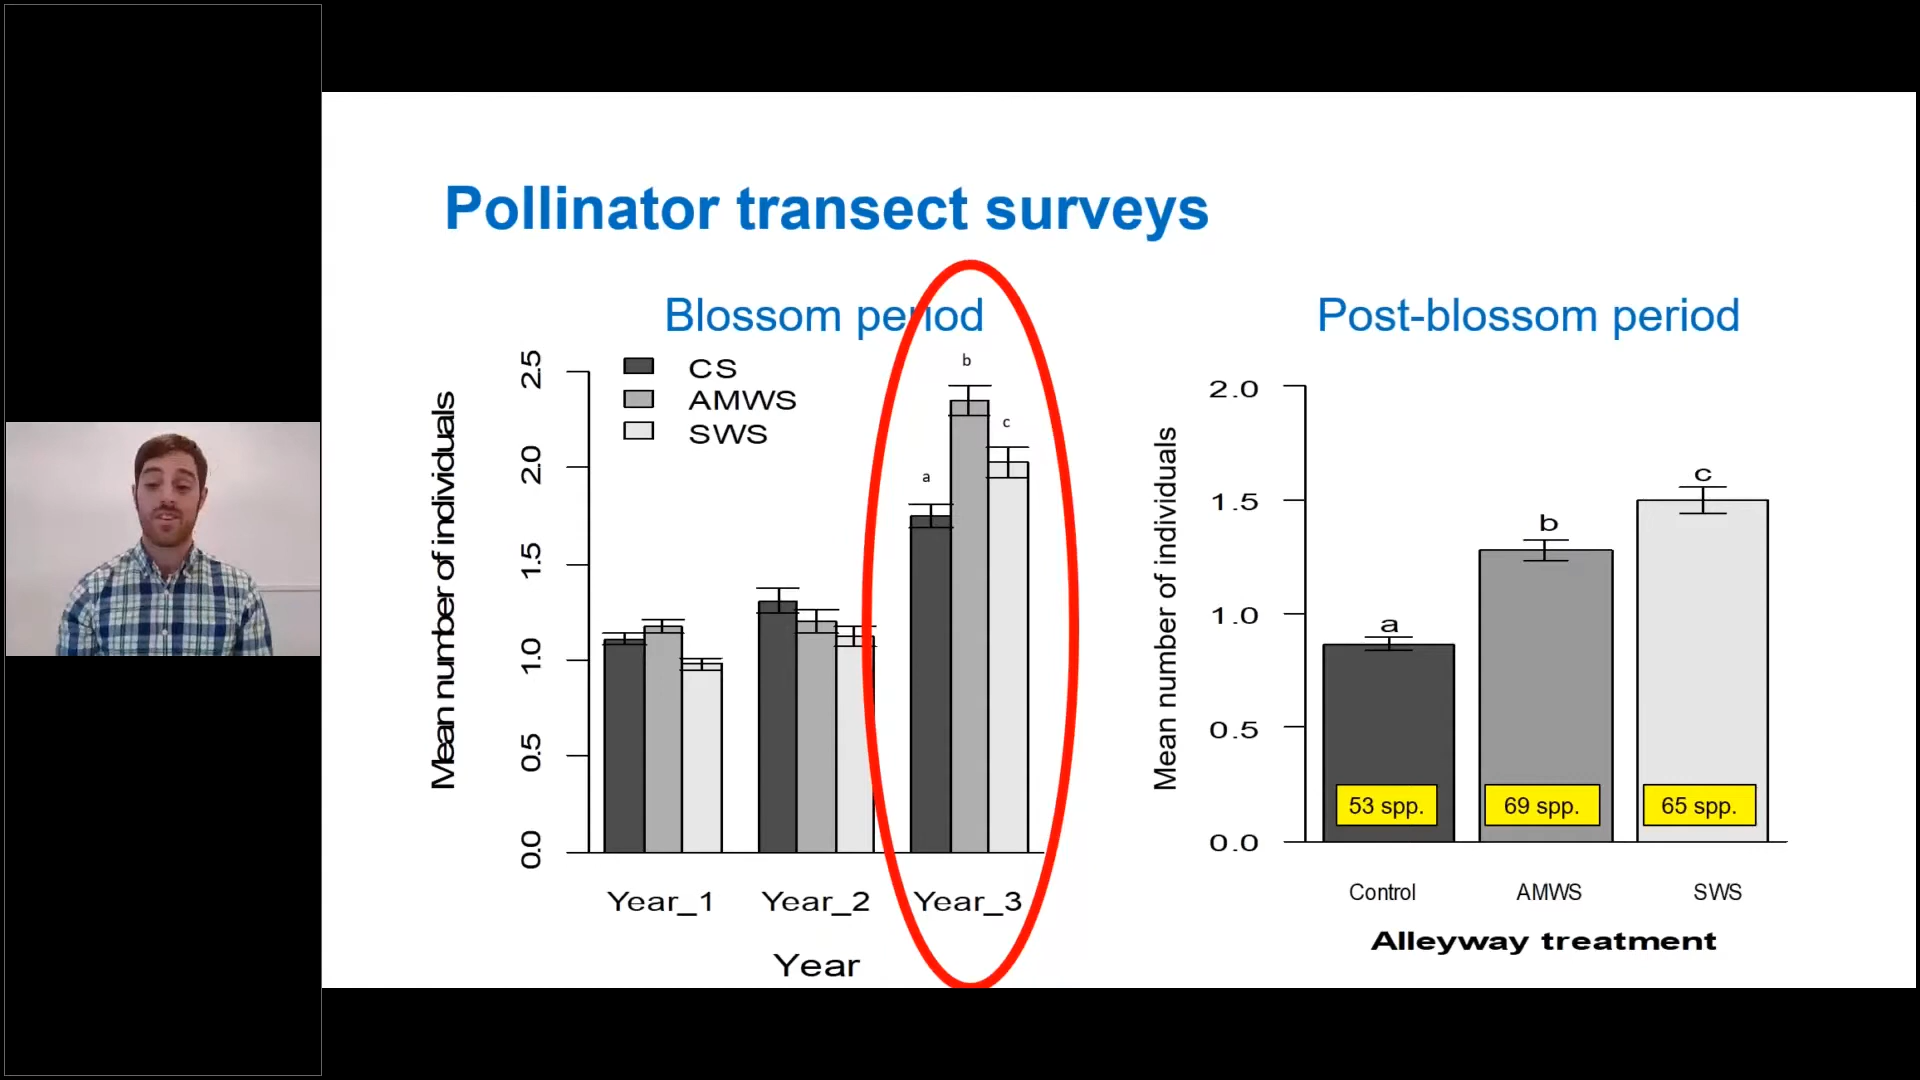 Pollinator transect surveys
Blossom period
Mean number of individuals
2.5
2.0
1.5
1.0
0.5
0.0
CS
AMWS
SWS
a
b
c
Year_1
Year_2
Year_3
Year
Post-blossom period
Mean number of individuals
2.0
1.5
1.0
0.5
0.0
a
b
c
53 spp.
69 spp.
65 spp.
Control
AMWS
SWS
Alleyway treatment